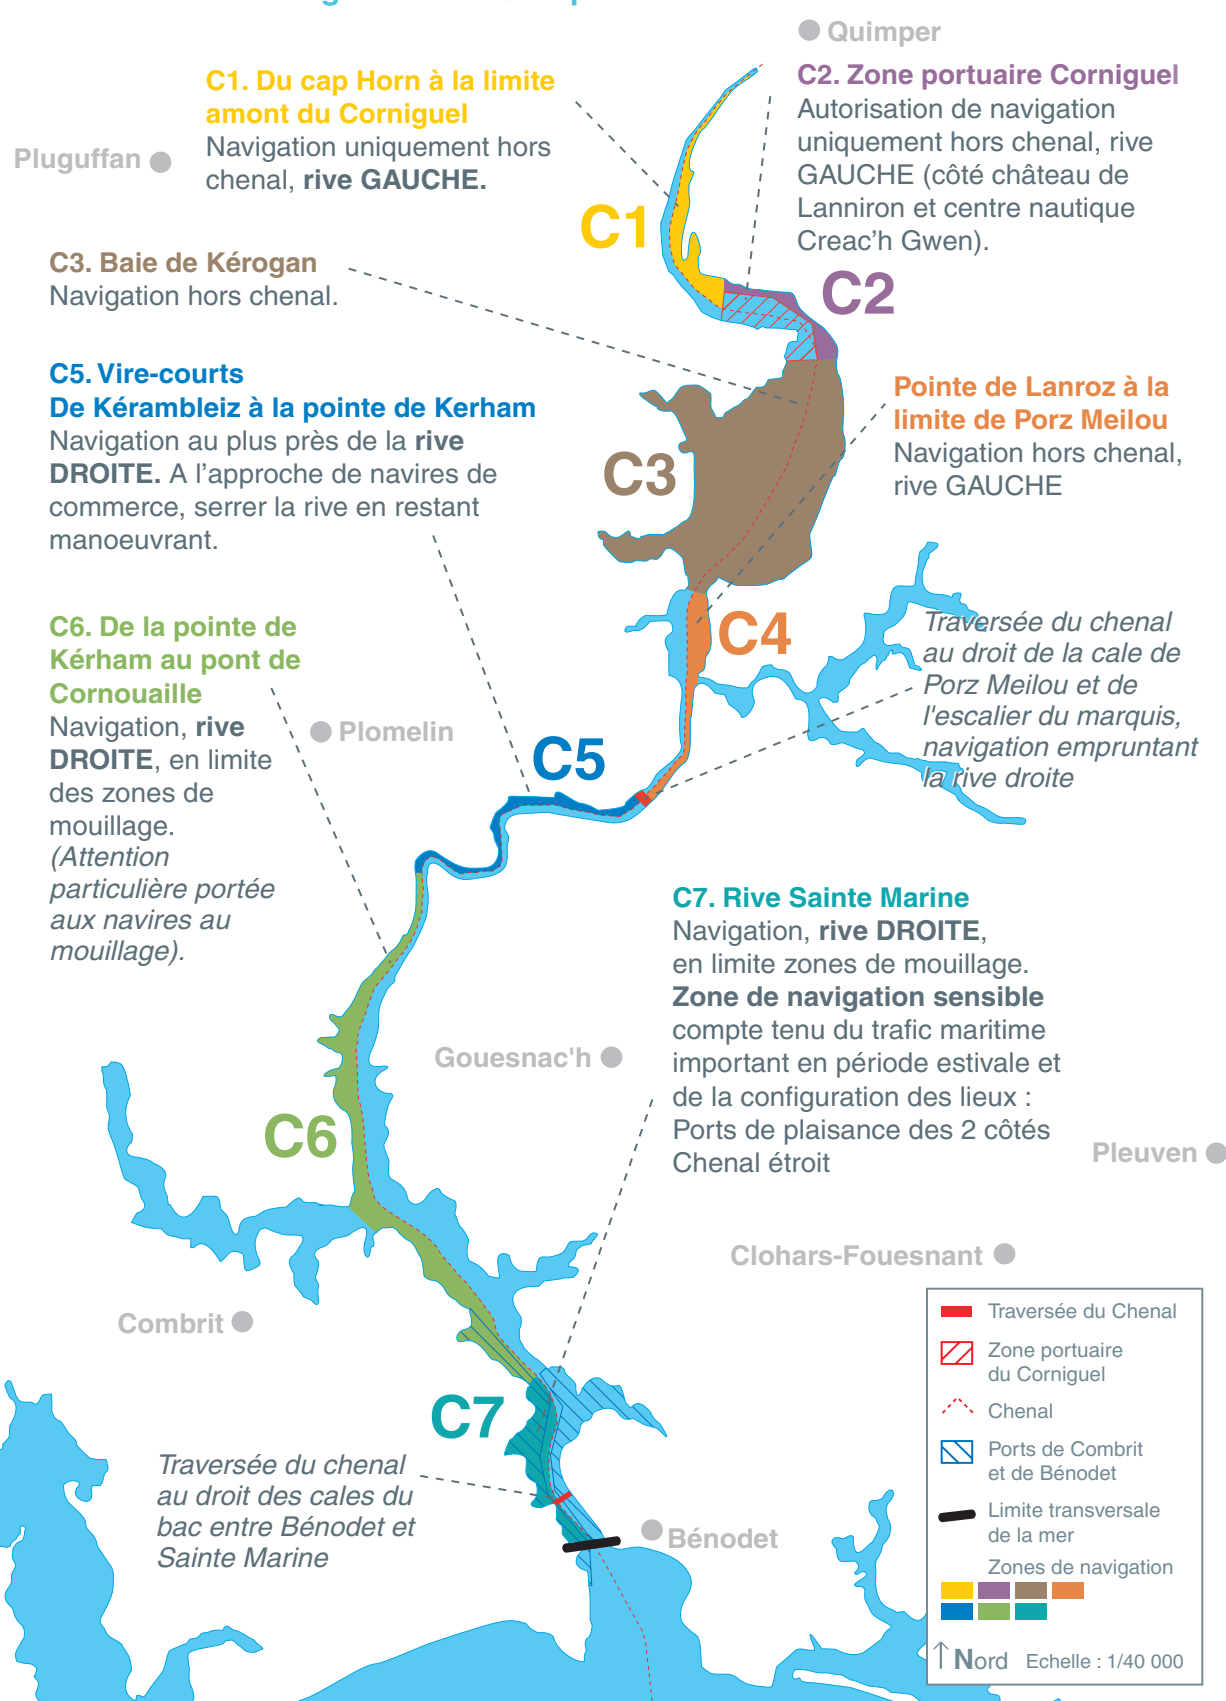 Quimper
C1. Du cap Horn à la limite
amont du Corniguel
Navigation uniquement hors
chenal, rive GAUCHE.
C2. Zone portuaire Corniguel
Autorisation de navigation
uniquement hors chenal, rive
GAUCHE (côté château de
Lanniron et centre nautique
Creac'h Gwen).
Pluguffan
C1
C2
C3. Baie de Kérogan
Navigation hors chenal.
C5. Vire-courts
De Kérambleiz à la pointe de Kerham
Navigation au plus près de la rive
DROITE. A l'approche de navires de
commerce, serrer la rive en restant
manoeuvrant.
C3
Pointe de Lanroz à la
limite de Porz Meilou
Navigation hors chenal,
rive GAUCHE
C4
Traversée du chenal
au droit de la cale de
Porz Meilou et de
l'escalier du marquis,
navigation empruntant
la rive droite
C6. De la pointe de
Kérham au pont de
Cornouaille
Navigation, rive
DROITE, en limite
des zones de
mouillage.
(Attention
particulière portée
aux navires au
mouillage).
Plomelin
C5
C7. Rive Sainte Marine
Navigation, rive DROITE,
en limite zones de mouillage.
Zone de navigation sensible
compte tenu du trafic maritime
important en période estivale et
de la configuration des lieux :
Ports de plaisance des 2 côtés
Chenal étroit
Gouesnac'h
C6
Pleuven
Clohars-Fouesnant
Combrit
C7
Traversée du chenal
au droit des cales du
bac entre Bénodet et
Sainte Marine
Bénodet
Traversée du Chenal
Zone portuaire
du Corniguel
Chenal
Ports de Combrit
et de Bénodet
Limite transversale
de la mer
Zones de navigation
Nord Echelle : 1/40 000